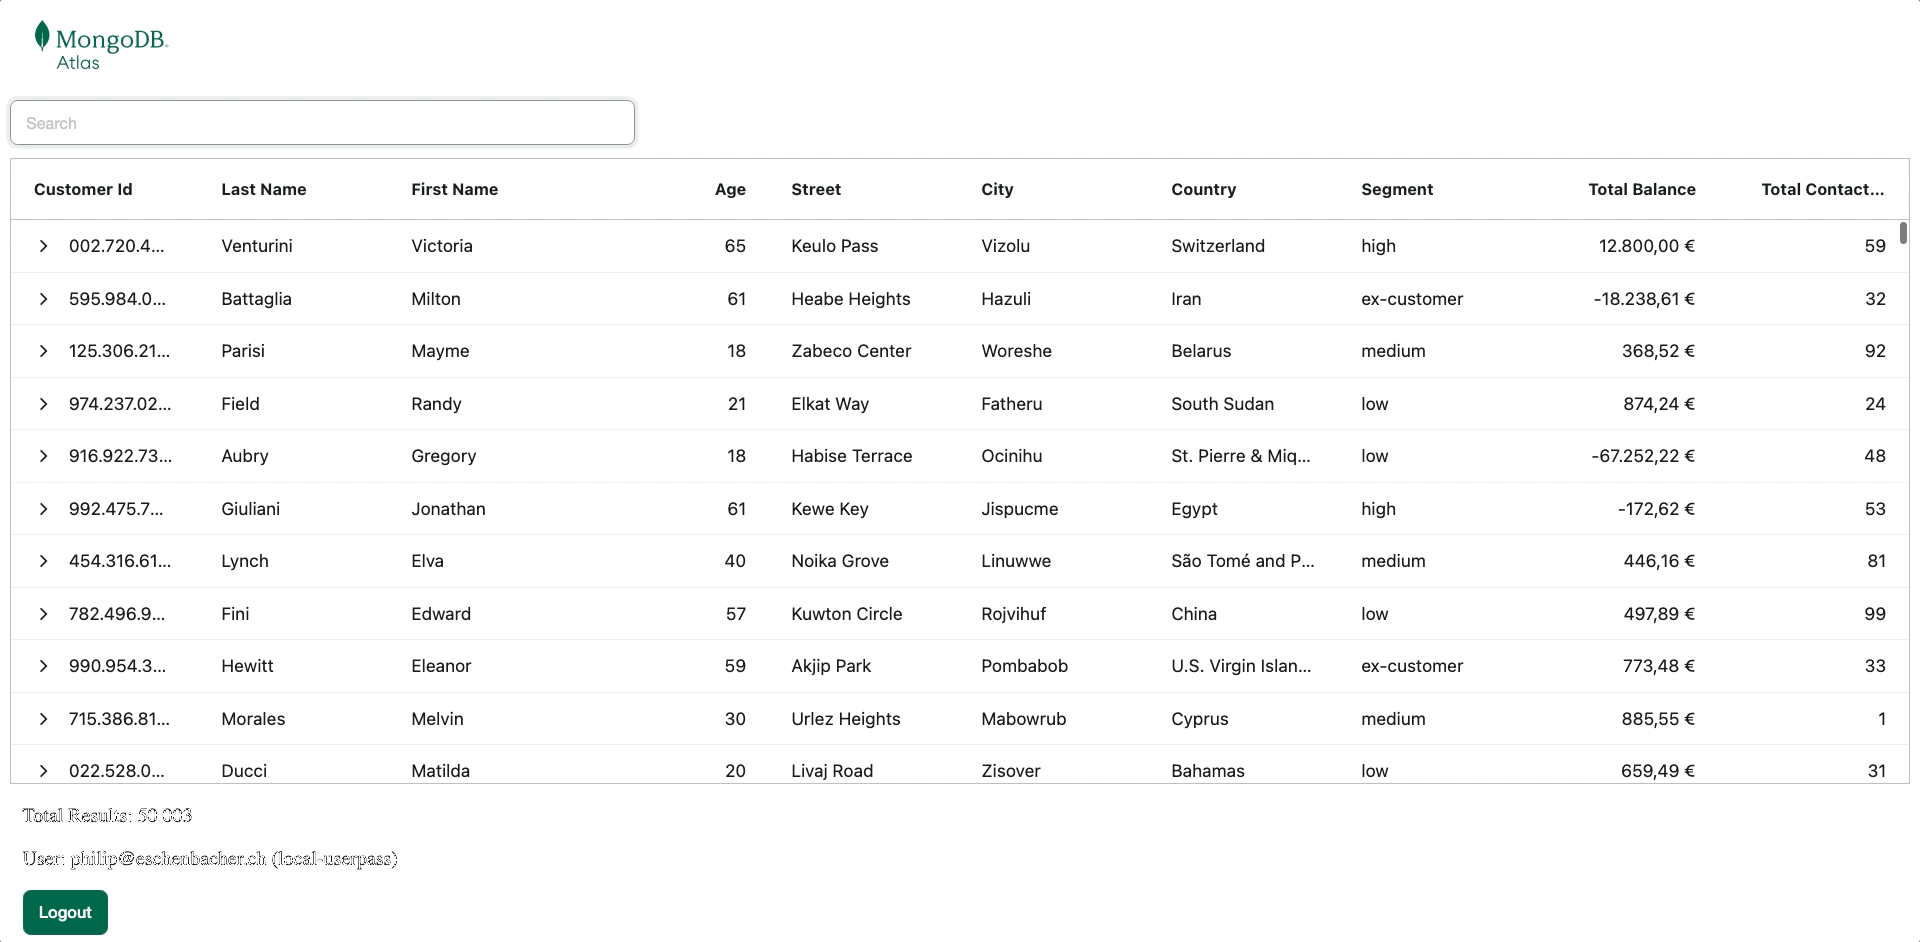 MongoDB.
Atlas
Search
Customer Id Last Name First Name Age Street City Country Segment Total Balance Total Contact...
002.720.4... Venturini Victoria 65 Keulo Pass Vizolu Switzerland high 12.800,00 € 59
595.984.0... Battaglia Milton 61 Heabe Heights Hazuli Iran ex-customer -18.238,61 € 32
125.306.21... Parisi Mayme 18 Zabeco Center Woreshe Belarus medium 368,52 € 92
974.237.02... Field Randy 21 Elkat Way Fatheru South Sudan low 874,24 € 24
916.922.73... Aubry Gregory 18 Habise Terrace Ocinihu St. Pierre & Miq... low -67.252,22 € 48
992.475.7... Giuliani Jonathan 61 Kewe Key Jispucme Egypt high -172,62 € 53
454.316.61... Lynch Elva 40 Noika Grove Linuwwe São Tomé and P... medium 446,16 € 81
782.496.9... Fini Edward 57 Kuwton Circle Rojvihuf China low 497,89 € 99
990.954.3... Hewitt Eleanor 59 Akjip Park Pombabob U.S. Virgin Islan... ex-customer 773,48 € 33
715.386.81... Morales Melvin 30 Urlez Heights Mabowrub Cyprus medium 885,55 € 1
022.528.0... Ducci Matilda 20 Livaj Road Zisover Bahamas low 659,49 € 31
Total Results: 50 003
User: philip@eschenbacher.ch (local-userpass)
Logout